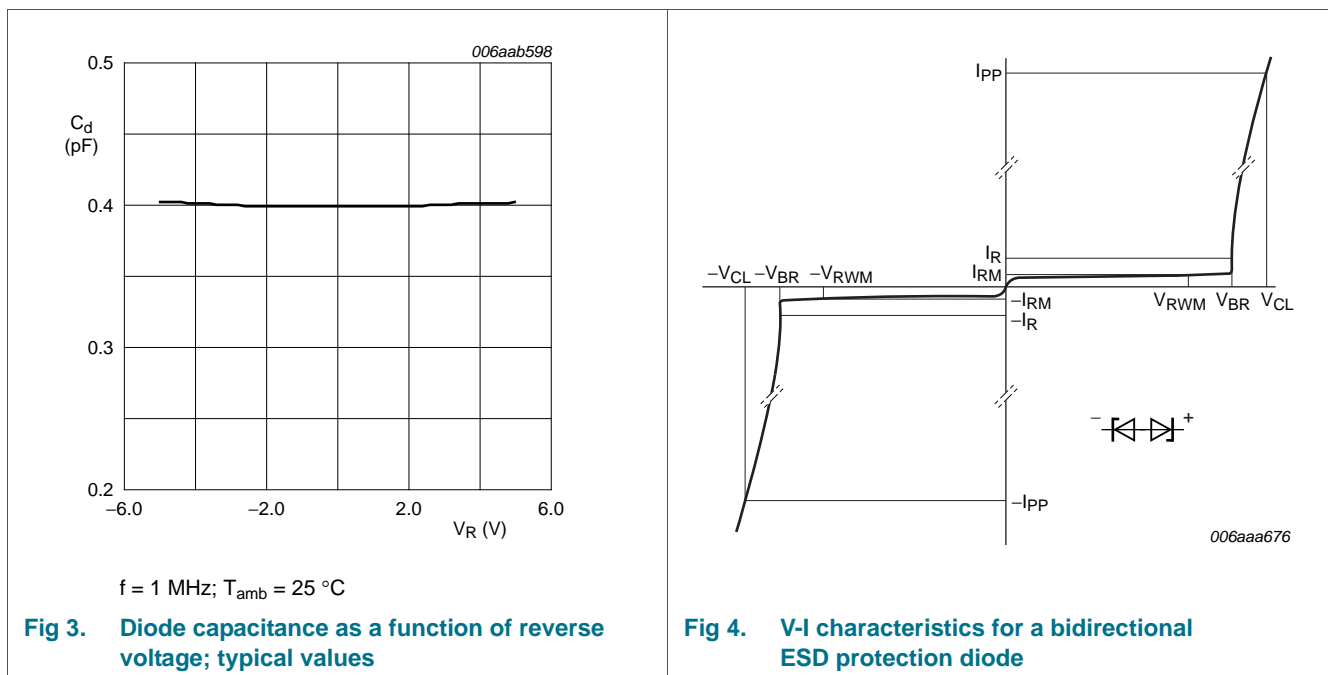 006aab598
0.5
C_d
(pF)
0.4
0.3
0.2
−6.0 −2.0 2.0 6.0
V_R (V)
f = 1 MHz; T_amb = 25 °C
Fig 3. Diode capacitance as a function of reverse
voltage; typical values
I_PP
I_R
I_RM
−V_CL −V_BR −V_RWM
V_RWM V_BR V_CL
−I_RM
−I_R
− +
−I_PP
006aaa676
Fig 4. V-I characteristics for a bidirectional
ESD protection diode